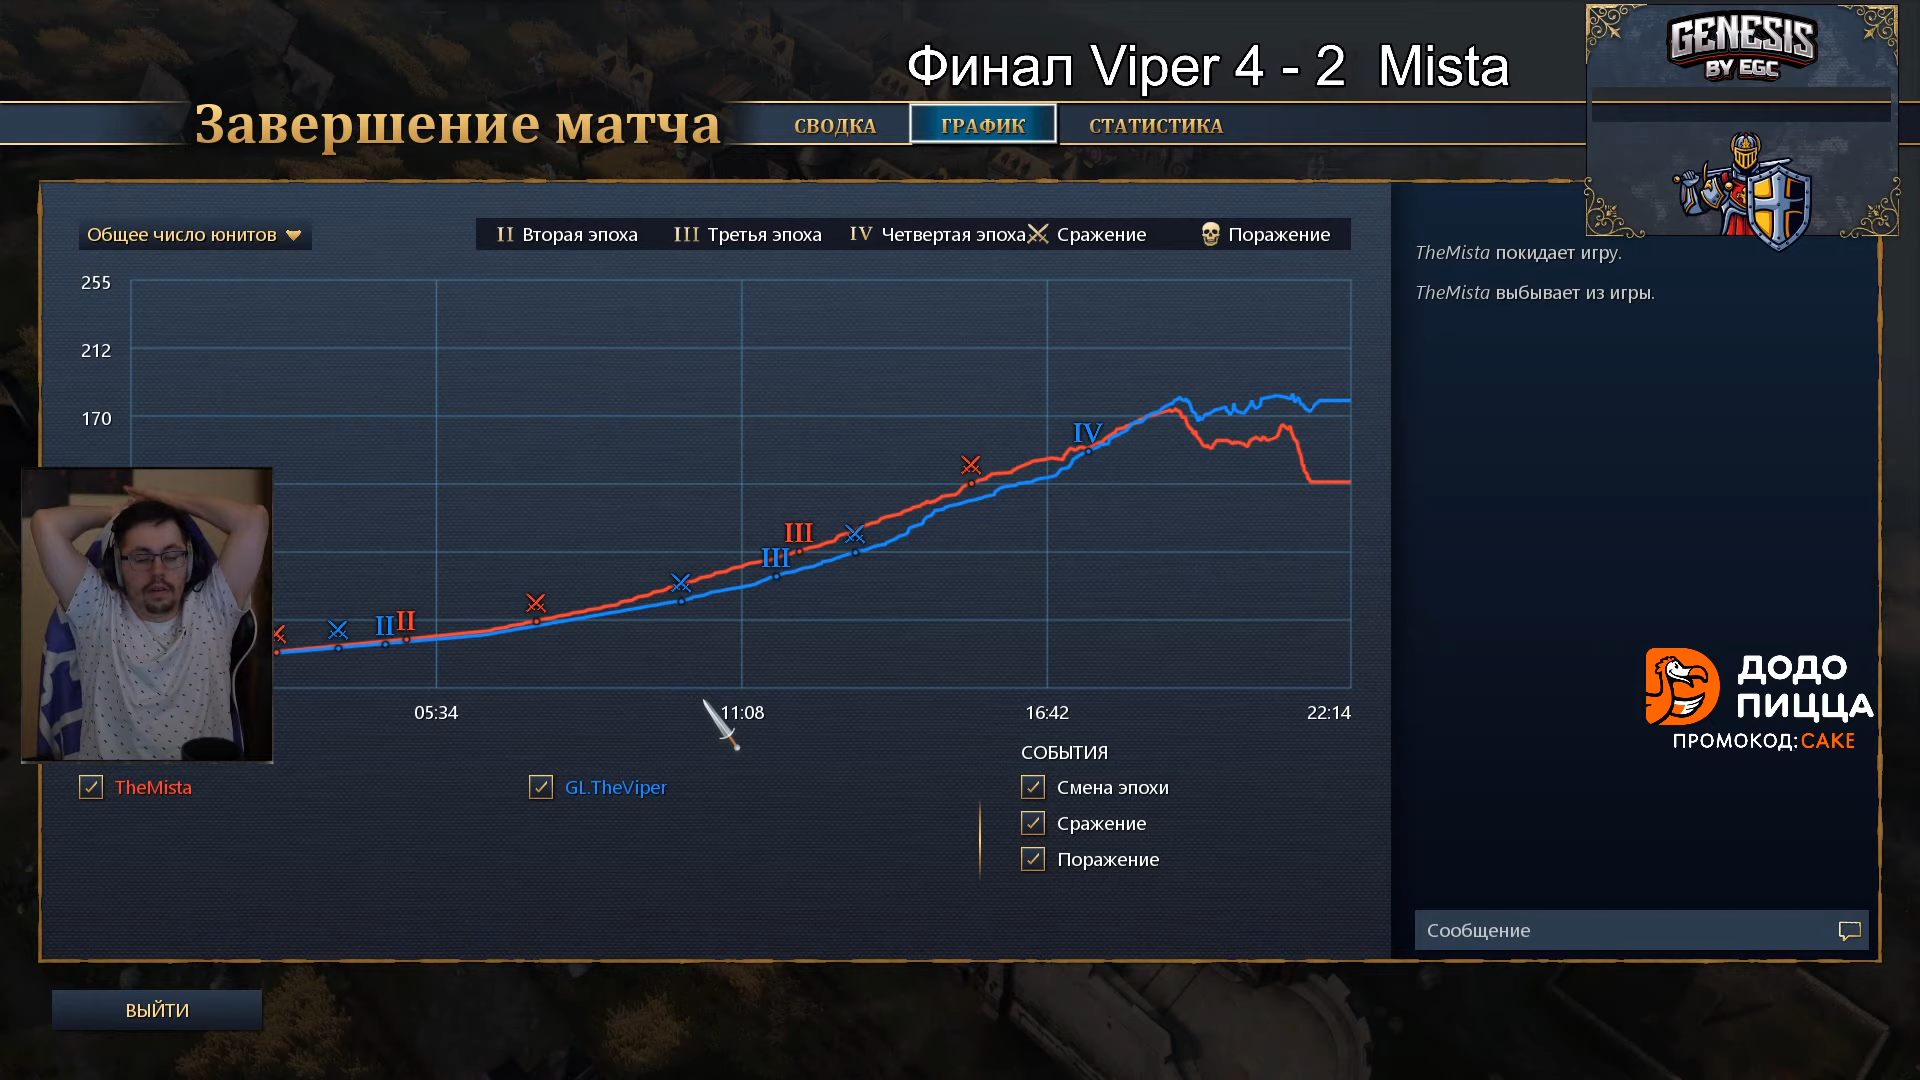 Финал Viper 4 - 2 Mista
GENESIS
BY EGC
Завершение матча
СВОДКА
ГРАФИК
СТАТИСТИКА
Общее число юнитов
II Вторая эпоха
III Третья эпоха
IV Четвертая эпоха
Сражение
Поражение
TheMista покидает игру.
TheMista выбывает из игры.
255
212
170
IV
III
III
II
II
05:34
11:08
16:42
22:14
ДОДО
ПИЦЦА
ПРОМОКОД:CAKE
СОБЫТИЯ
TheMista
GL.TheViper
Смена эпохи
Сражение
Поражение
Сообщение
ВЫЙТИ